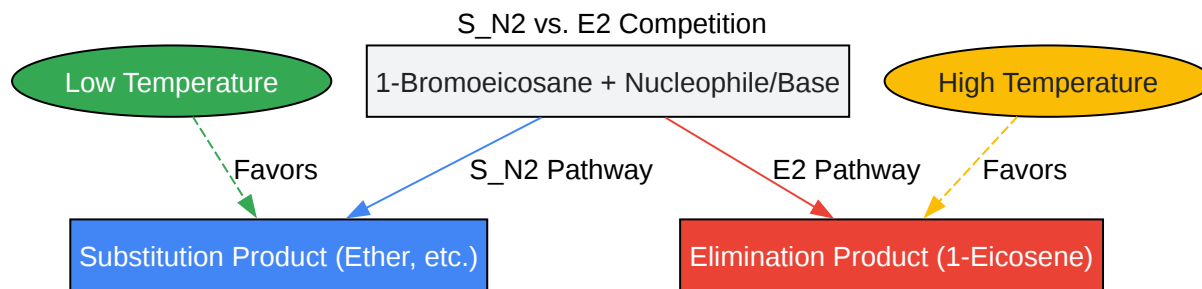 S_N2 vs. E2 Competition
Low Temperature
1-Bromoeicosane + Nucleophile/Base
High Temperature
Favors
S_N2 Pathway
E2 Pathway
Favors
Substitution Product (Ether, etc.)
Elimination Product (1-Eicosene)